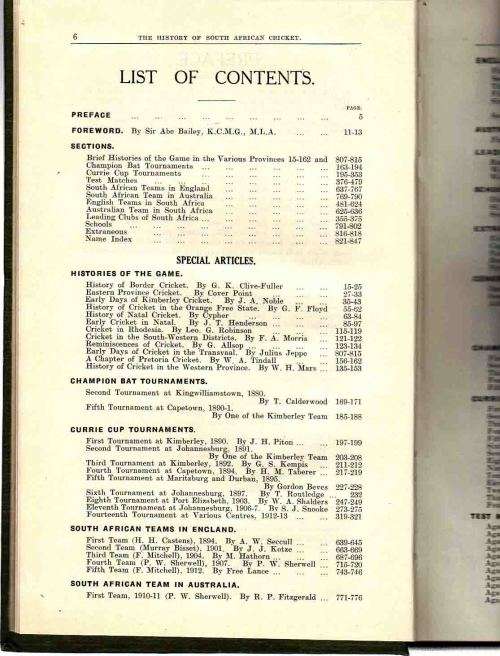 6 THE HISTORY OF SOUTH AFRICAN CRICKET.
LIST OF CONTENTS.
PAGE.
PREFACE ... ... ... ... ... ... ... 5
FOREWORD. By Sir Abe Bailey, K.C.M.G., M.L.A. ... ... 11-13
SECTIONS.
Brief Histories of the Game in the Various Provinces 15-162 and 807-815
Champion Bat Tournaments ... ... ... ... ... 163-194
Currie Cup Tournaments ... ... ... ... ... 195-353
Test Matches ... ... ... ... ... ... 376-479
South African Teams in England ... ... ... ... 637-767
South African Team in Australia ... ... ... ... 769-790
English Teams in South Africa ... ... ... ... 481-624
Australian Team in South Africa ... ... ... ... 625-636
Leading Clubs of South Africa ... ... ... ... ... 355-375
Schools ... ... ... ... ... ... ... 791-802
Extraneous ... ... ... ... ... ... ... 816-818
Name Index ... ... ... ... ... ... 821-847
SPECIAL ARTICLES.
HISTORIES OF THE GAME.
History of Border Cricket. By G. K. Clive-Fuller ... ... 15-25
Eastern Province Cricket. By Cover Point ... ... ... 27-33
Early Days of Kimberley Cricket. By J. A. Noble ... ... 35-43
History of Cricket in the Orange Free State. By G. F. Floyd 55-62
History of Natal Cricket. By Cypher ... ... ... 63-84
Early Cricket in Natal. By J. T. Henderson ... ... ... 85-97
Cricket in Rhodesia. By Leo. G. Robinson ... ... ... 115-119
Cricket in the South-Western Districts. By F. A. Morris ... 121-122
Reminiscences of Cricket. By G. Allsop ... ... ... 123-134
Early Days of Cricket in the Transvaal. By Julius Jeppe ... 807-815
A Chapter of Pretoria Cricket. By W. A. Tindall ... ... 156-162
History of Cricket in the Western Province. By W. H. Mars ... 135-153
CHAMPION BAT TOURNAMENTS.
Second Tournament at Kingwilliamstown, 1880.
By T. Calderwood 169-171
Fifth Tournament at Capetown, 1890-1.
By One of the Kimberley Team 185-188
CURRIE CUP TOURNAMENTS.
First Tournament at Kimberley, 1890. By J. H. Piton ... ... 197-199
Second Tournament at Johannesburg, 1891.
By One of the Kimberley Team 203-208
Third Tournament at Kimberley, 1892. By G. S. Kempis ... 211-212
Fourth Tournament at Capetown, 1894. By H. M. Taberer ... 217-219
Fifth Tournament at Maritzburg and Durban, 1895.
By Gordon Beves 227-228
Sixth Tournament at Johannesburg, 1897. By T. Routledge ... 232
Eighth Tournament at Port Elizabeth, 1903. By W. A. Shalders 247-249
Eleventh Tournament at Johannesburg, 1906-7. By S. J. Snooke 273-275
Fourteenth Tournament at Various Centres, 1912-13 ... 319-321
SOUTH AFRICAN TEAMS IN ENGLAND.
First Team (H. H. Castens), 1894. By A. W. Seccull ... ... 639-645
Second Team (Murray Bisset), 1901. By J. J. Kotze ... ... 663-669
Third Team (F. Mitchell), 1904. By M. Hathorn ... ... 687-696
Fourth Team (P. W. Sherwell), 1907. By P. W. Sherwell ... 715-720
Fifth Team (F. Mitchell), 1912. By Free Lance ... ... 743-746
SOUTH AFRICAN TEAM IN AUSTRALIA.
First Team, 1910-11 (P. W. Sherwell). By R. P. Fitzgerald ... 771-776